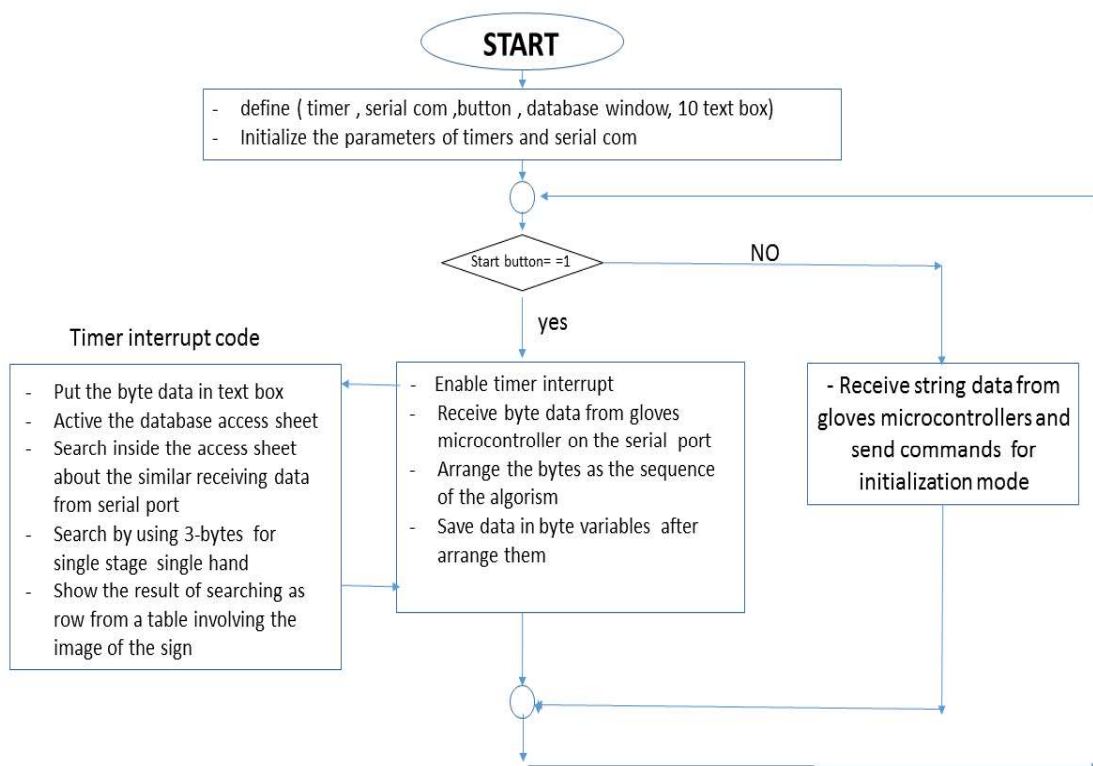 START
- define ( timer , serial com ,button , database window, 10 text box)
- Initialize the parameters of timers and serial com
Start button= =1
NO
yes
Timer interrupt code
- Put the byte data in text box
- Active the database access sheet
- Search inside the access sheet
about the similar receiving data
from serial port
- Search by using 3-bytes for
single stage single hand
- Show the result of searching as
row from a table involving the
image of the sign
- Enable timer interrupt
- Receive byte data from gloves
microcontroller on the serial port
- Arrange the bytes as the sequence
of the algorism
- Save data in byte variables after
arrange them
- Receive string data from
gloves microcontrollers and
send commands for
initialization mode